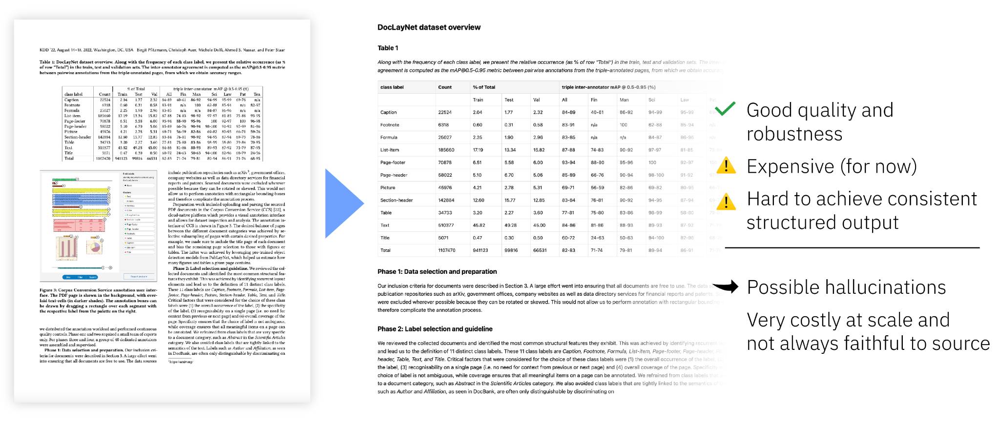 KDD '22, August 14–18, 2022, Washington, DC, USA Birgit Pfitzmann, Christoph Auer, Michele Dolfi, Ahmed S. Nassar, and Peter Staar
Table 1: DocLayNet dataset overview. Along with the frequency of each class label, we present the relative occurrence (as %
of row "Total") in the train, test and validation sets. The inter-annotator agreement is computed as the mAP@0.5-0.95 metric
between pairwise annotations from the triple-annotated pages, from which we obtain accuracy ranges.
% of Total triple inter-annotator mAP @ 0.5-0.95 (%)
class label Count Train Test Val All Fin Man Sci Law Pat Ten
Caption 22524 2.04 1.77 2.32 84-89 40-61 86-92 94-99 95-99 69-78 n/a
Footnote 6318 0.60 0.31 0.58 83-91 n/a 100 62-88 85-94 n/a 82-97
Formula 25027 2.25 1.90 2.96 83-85 n/a n/a 84-87 86-96 n/a n/a
List-item 185660 17.19 13.34 15.82 87-88 74-83 90-92 97-97 81-85 75-88 93-95
Page-footer 70878 6.51 5.58 6.00 93-94 88-90 95-96 100 92-97 100 96-98
Page-header 58022 5.10 6.70 5.06 85-89 66-76 90-94 98-100 91-92 97-99 81-86
Picture 45976 4.21 2.78 5.31 69-71 56-59 82-86 69-82 80-95 66-71 59-76
Section-header 142884 12.60 15.77 12.85 83-84 76-81 90-92 94-95 87-94 69-73 78-86
Table 34733 3.20 2.27 3.60 77-81 75-80 83-86 98-99 58-80 79-84 70-85
Text 510377 45.82 49.28 45.00 84-86 81-86 88-93 89-93 87-92 71-79 87-95
Title 5071 0.47 0.30 0.50 60-72 24-63 50-63 94-100 82-96 68-79 24-56
Total 1107470 941123 99816 66531 82-83 71-74 79-81 89-94 86-91 71-76 68-85
Figure 3: Corpus Conversion Service annotation user inter-
face. The PDF page is shown in the background, with over-
laid text-cells (in darker shades). The annotation boxes can
be drawn by dragging a rectangle over each segment with
the respective label from the palette on the right.
we distributed the annotation workload and performed continuous
quality controls. Phase one and two required a small team of experts
only. For phases three and four, a group of 40 dedicated annotators
were assembled and supervised.
Phase 1: Data selection and preparation. Our inclusion cri-
teria for documents were described in Section 3. A large effort went
into ensuring that all documents are free to use. The data sources
include publication repositories such as arXiv³, government offices,
company websites as well as data directory services for financial
reports and patents. Scanned documents were excluded wherever
possible because they can be rotated or skewed. This would not
allow us to perform annotation with rectangular bounding-boxes
and therefore complicate the annotation process.
Preparation work included uploading and parsing the sourced
PDF documents in the Corpus Conversion Service (CCS) [22], a
cloud-native platform which provides a visual annotation interface
and allows for dataset inspection and analysis. The annotation in-
terface of CCS is shown in Figure 3. The desired balance of pages
between the different document categories was achieved by se-
lective subsampling of pages with certain desired properties. For
example, we made sure to include the title page of each document
and bias the remaining page selection to those with figures or
tables. The latter was achieved by leveraging pre-trained object
detection models from PubLayNet, which helped us estimate how
many figures and tables a given page contains.
Phase 2: Label selection and guideline. We reviewed the col-
lected documents and identified the most common structural fea-
tures they exhibit. This was achieved by identifying recurrent layout
elements and lead us to the definition of 11 distinct class labels.
These 11 class labels are Caption, Footnote, Formula, List-item, Page-
footer, Page-header, Picture, Section-header, Table, Text, and Title.
Critical factors that were considered for the choice of these class
labels were (1) the overall occurrence of the label, (2) the specificity
of the label, (3) recognisability on a single page (i.e. no need for
context from previous or next page) and (4) overall coverage of the
page. Specificity ensures that the choice of label is not ambiguous,
while coverage ensures that all meaningful items on a page can
be annotated. We refrained from class labels that are very specific
to a document category, such as Abstract in the Scientific Articles
category. We also avoided class labels that are tightly linked to the
semantics of the text. Labels such as Author and Affiliation, as seen
in DocBank, are often only distinguishable by discriminating on
³https://arxiv.org/
DocLayNet dataset overview
Table 1
Along with the frequency of each class label, we present the relative occurrence (as % of row "Total") in the train, test and validation sets. The inter-
agreement is computed as the mAP@0.5-0.95 metric between pairwise annotations from the triple-annotated pages, from which we obtain
class label Count % of Total triple inter-annotator mAP @ 0.5-0.95 (%)
Train Test Val All Fin Man Sci Law Pat
Caption 22524 2.04 1.77 2.32 84-89 40-61 86-92 94-99 95-99
Footnote 6318 0.60 0.31 0.58 83-91 n/a 100 62-88 85-94 n/a
Formula 25027 2.25 1.90 2.96 83-85 n/a n/a 84-87 86-96 n/a
List-item 185660 17.19 13.34 15.82 87-88 74-83 90-92 97-97 81-85
Page-footer 70878 6.51 5.58 6.00 93-94 88-90 95-96 100 92-97 100
Page-header 58022 5.10 6.70 5.06 85-89 66-76 90-94 98-100 91-92
Picture 45976 4.21 2.78 5.31 69-71 56-59 82-86 69-82 80-95
Section-header 142884 12.60 15.77 12.85 83-84 76-81 90-92 94-95 87-94
Table 34733 3.20 2.27 3.60 77-81 75-80 83-86 98-99 58-80
Text 510377 45.82 49.28 45.00 84-86 81-86 88-93 89-93 87-92
Title 5071 0.47 0.30 0.50 60-72 24-63 50-63 94-100 82-96
Total 1107470 941123 99816 66531 82-83 71-74 79-81 89-94 86-91
Phase 1: Data selection and preparation
Our inclusion criteria for documents were described in Section 3. A large effort went into ensuring that all documents are free to use. The data
publication repositories such as arXiv, government offices, company websites as well as data directory services for financial reports and patents.
were excluded wherever possible because they can be rotated or skewed. This would not allow us to perform annotation with rectangular bounding-
therefore complicate the annotation process.
Phase 2: Label selection and guideline
We reviewed the collected documents and identified the most common structural features they exhibit. This was achieved by identifying recurrent
and lead us to the definition of 11 distinct class labels. These 11 class labels are Caption, Footnote, Formula, List-item, Page-footer, Page-header,
header, Table, Text, and Title. Critical factors that were considered for the choice of these class labels were (1) the overall occurrence of the label, (2)
the label, (3) recognisability on a single page (i.e. no need for context from previous or next page) and (4) overall coverage of the page. Specificity
choice of label is not ambiguous, while coverage ensures that all meaningful items on a page can be annotated. We refrained from class labels that
to a document category, such as Abstract in the Scientific Articles category. We also avoided class labels that are tightly linked to the semantics of
such as Author and Affiliation, as seen in DocBank, are often only distinguishable by discriminating on
Good quality and
robustness
Expensive (for now)
Hard to achieve consistent
structured output
Possible hallucinations
Very costly at scale and
not always faithful to source